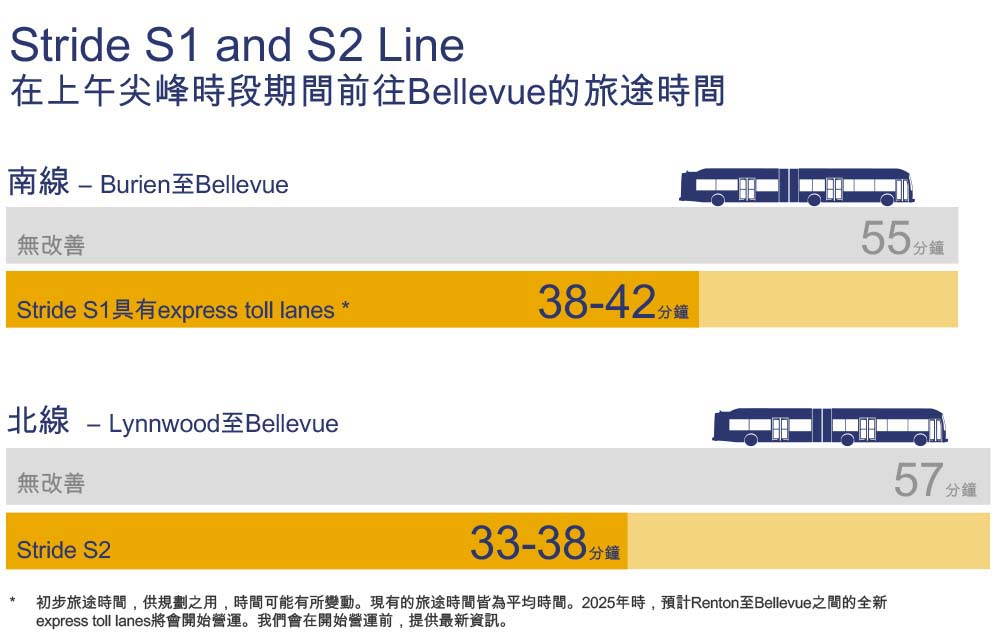 Stride S1 and S2 Line
在上午尖峰時段期間前往Bellevue的旅途時間
南線 – Burien至Bellevue
無改善 55分鐘
Stride S1具有express toll lanes * 38-42分鐘
北線 – Lynnwood至Bellevue
無改善 57分鐘
Stride S2 33-38分鐘
* 初步旅途時間，供規劃之用，時間可能有所變動。現有的旅途時間皆為平均時間。2025年時，預計Renton至Bellevue之間的全新
express toll lanes將會開始營運。我們會在開始營運前，提供最新資訊。